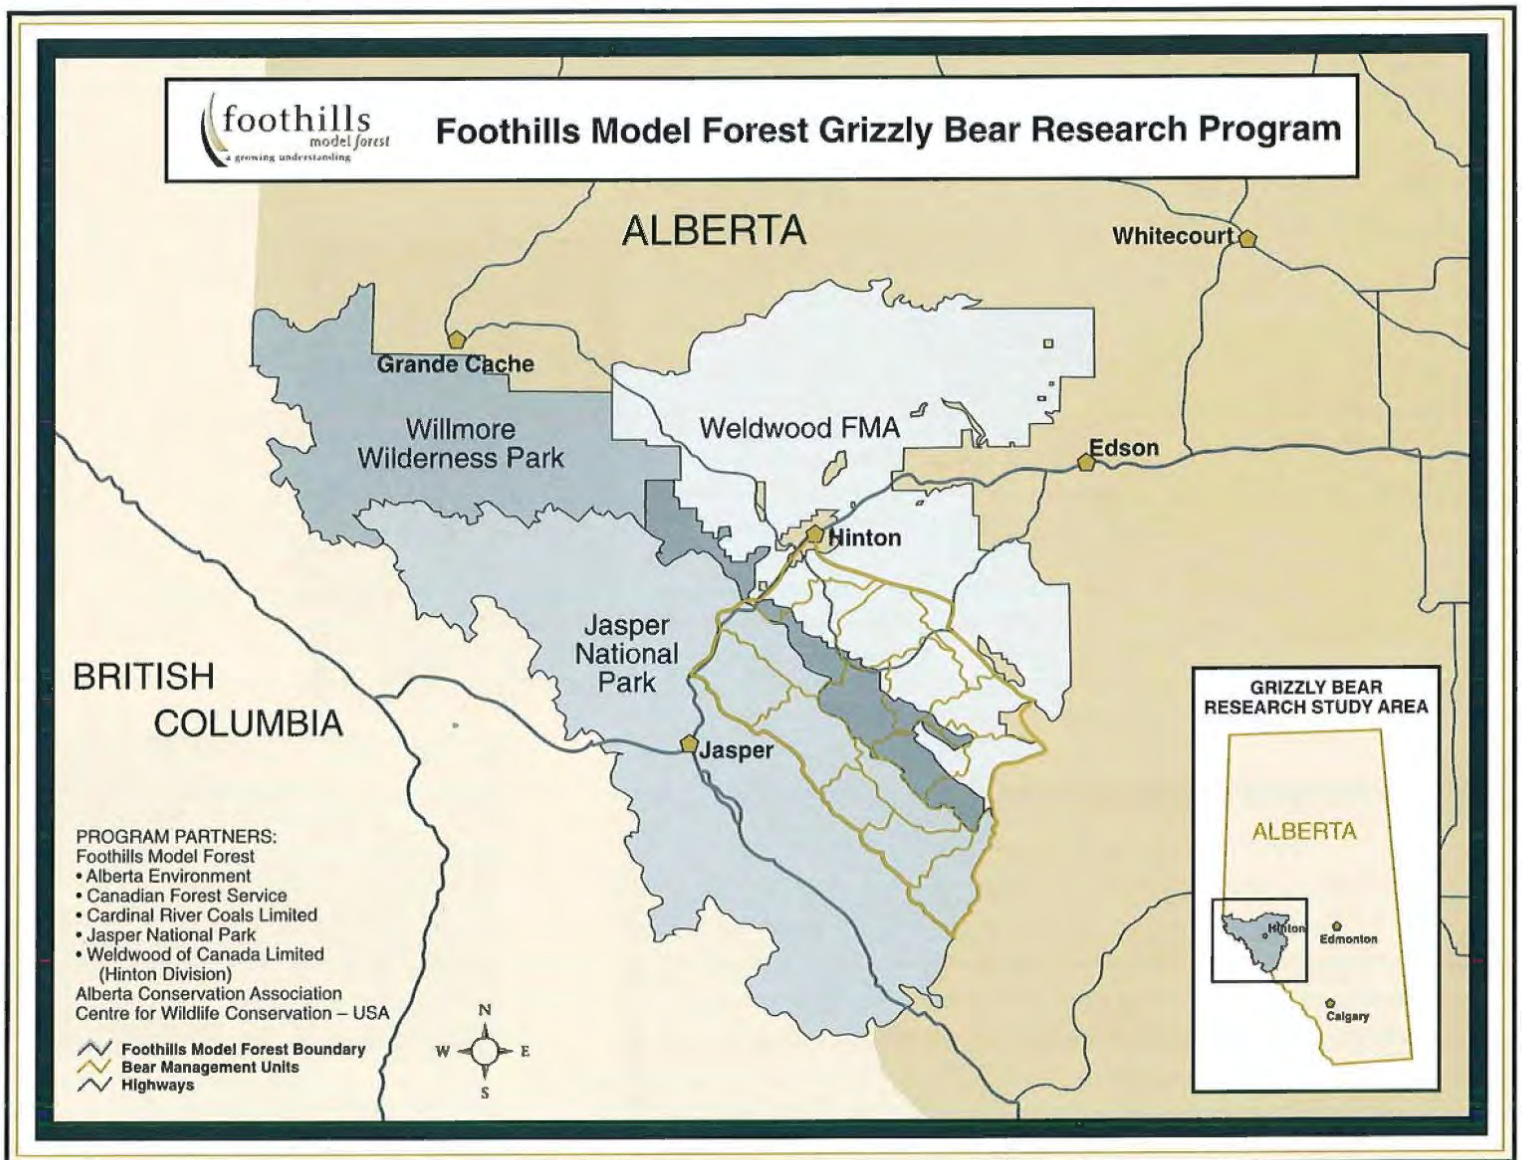 foothills
model forest
a growing understanding
Foothills Model Forest Grizzly Bear Research Program
ALBERTA
Whitecourt
Grande Cache
Willmore
Wilderness Park
Weldwood FMA
Edson
Hinton
Jasper
National
Park
BRITISH
COLUMBIA
Jasper
GRIZZLY BEAR
RESEARCH STUDY AREA
ALBERTA
Hinton
Edmonton
Calgary
PROGRAM PARTNERS:
Foothills Model Forest
• Alberta Environment
• Canadian Forest Service
• Cardinal River Coals Limited
• Jasper National Park
• Weldwood of Canada Limited
(Hinton Division)
Alberta Conservation Association
Centre for Wildlife Conservation – USA
Foothills Model Forest Boundary
Bear Management Units
Highways
N
W E
S